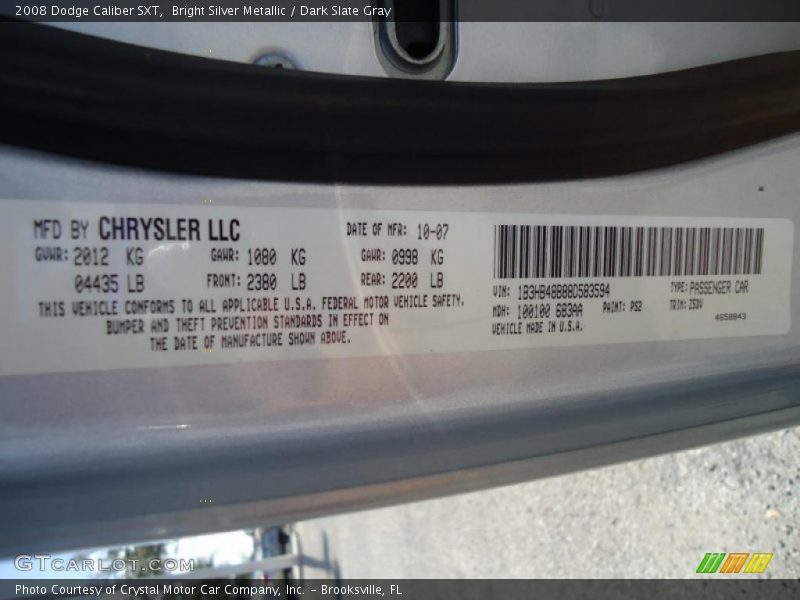 2008 Dodge Caliber SXT,  Bright Silver Metallic / Dark Slate Gray
MFD BY CHRYSLER LLC
DATE OF MFR: 10-07
GVWR: 2012 KG
GAWR: 1080 KG
GAWR: 0998 KG
04435 LB
FRONT: 2380 LB
REAR: 2200 LB
THIS VEHICLE CONFORMS TO ALL APPLICABLE U.S.A. FEDERAL MOTOR VEHICLE SAFETY,
BUMPER AND THEFT PREVENTION STANDARDS IN EFFECT ON
THE DATE OF MANUFACTURE SHOWN ABOVE.
VIN: 1B3HB48B88D583594
TYPE: PASSENGER CAR
MDH: 100100 6B3AA
PAINT: PS2
TRIM: Z5DV
VEHICLE MADE IN U.S.A.
4658843
GTcarlot.com
Photo Courtesy of Crystal Motor Car Company, Inc. – Brooksville, FL